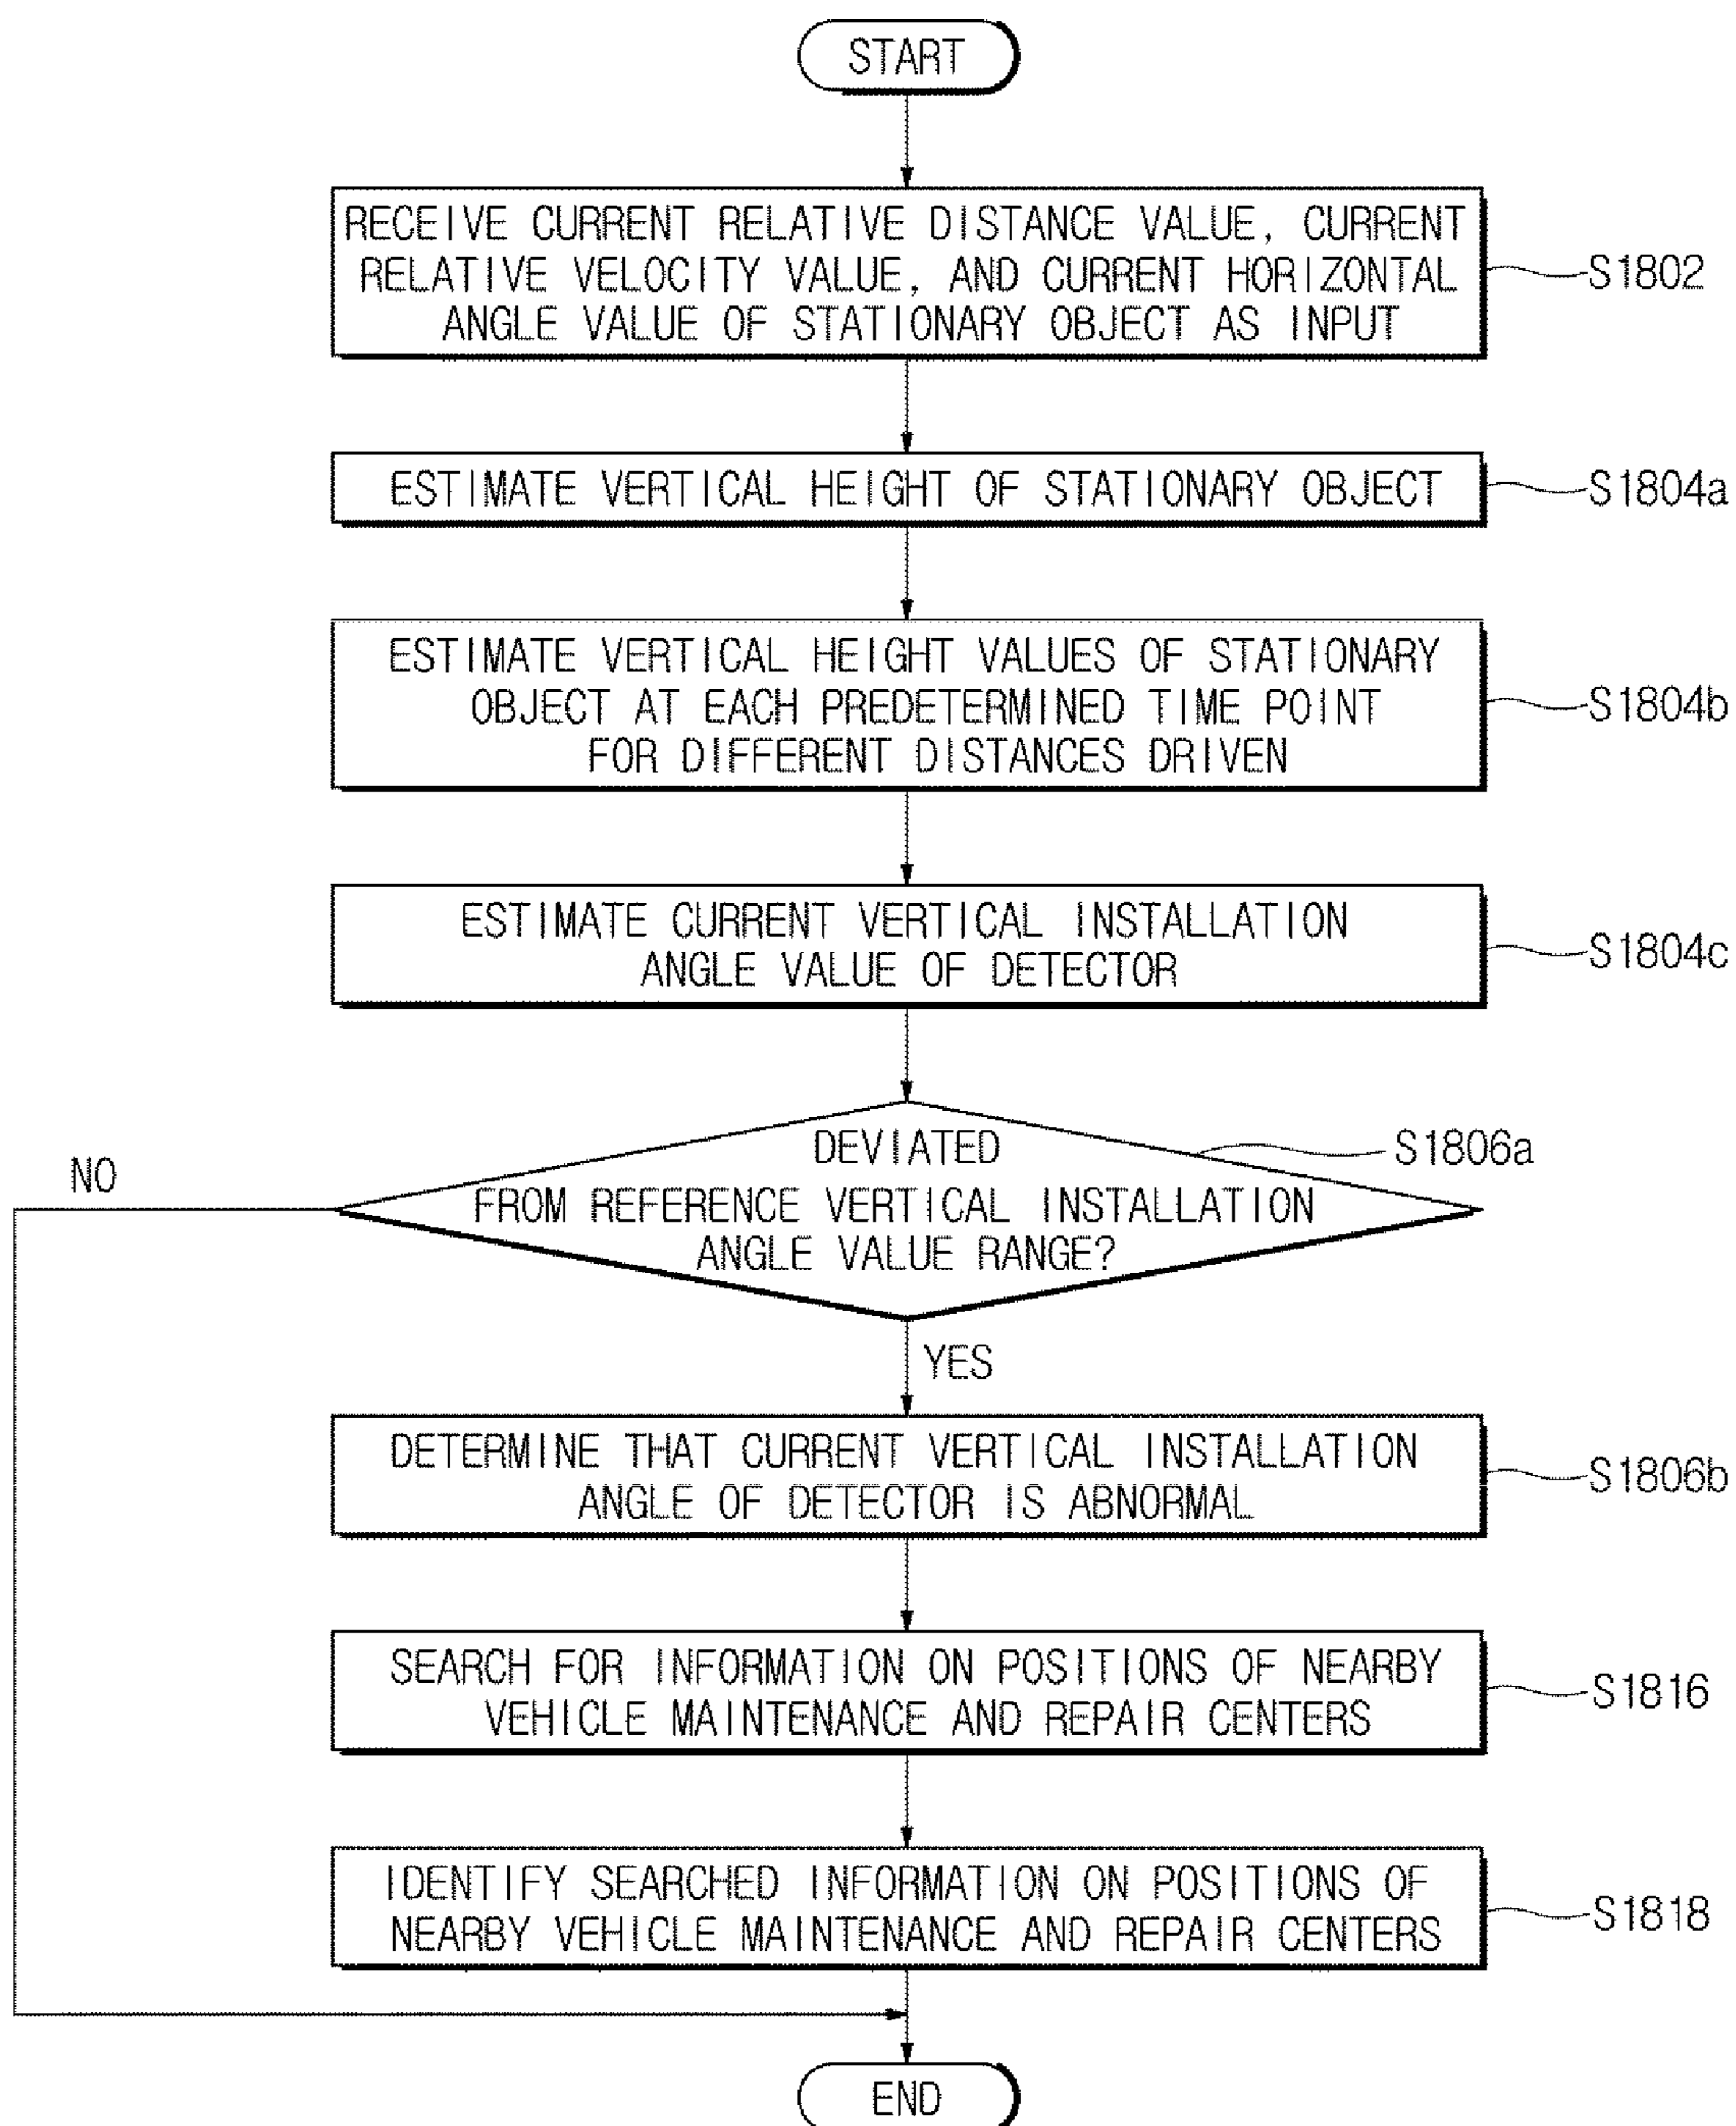 START
RECEIVE CURRENT RELATIVE DISTANCE VALUE, CURRENT
RELATIVE VELOCITY VALUE, AND CURRENT HORIZONTAL
ANGLE VALUE OF STATIONARY OBJECT AS INPUT
S1802
ESTIMATE VERTICAL HEIGHT OF STATIONARY OBJECT
S1804a
ESTIMATE VERTICAL HEIGHT VALUES OF STATIONARY
OBJECT AT EACH PREDETERMINED TIME POINT
FOR DIFFERENT DISTANCES DRIVEN
S1804b
ESTIMATE CURRENT VERTICAL INSTALLATION
ANGLE VALUE OF DETECTOR
S1804c
DEVIATED
FROM REFERENCE VERTICAL INSTALLATION
ANGLE VALUE RANGE?
S1806a
NO
YES
DETERMINE THAT CURRENT VERTICAL INSTALLATION
ANGLE OF DETECTOR IS ABNORMAL
S1806b
SEARCH FOR INFORMATION ON POSITIONS OF NEARBY
VEHICLE MAINTENANCE AND REPAIR CENTERS
S1816
IDENTIFY SEARCHED INFORMATION ON POSITIONS OF
NEARBY VEHICLE MAINTENANCE AND REPAIR CENTERS
S1818
END